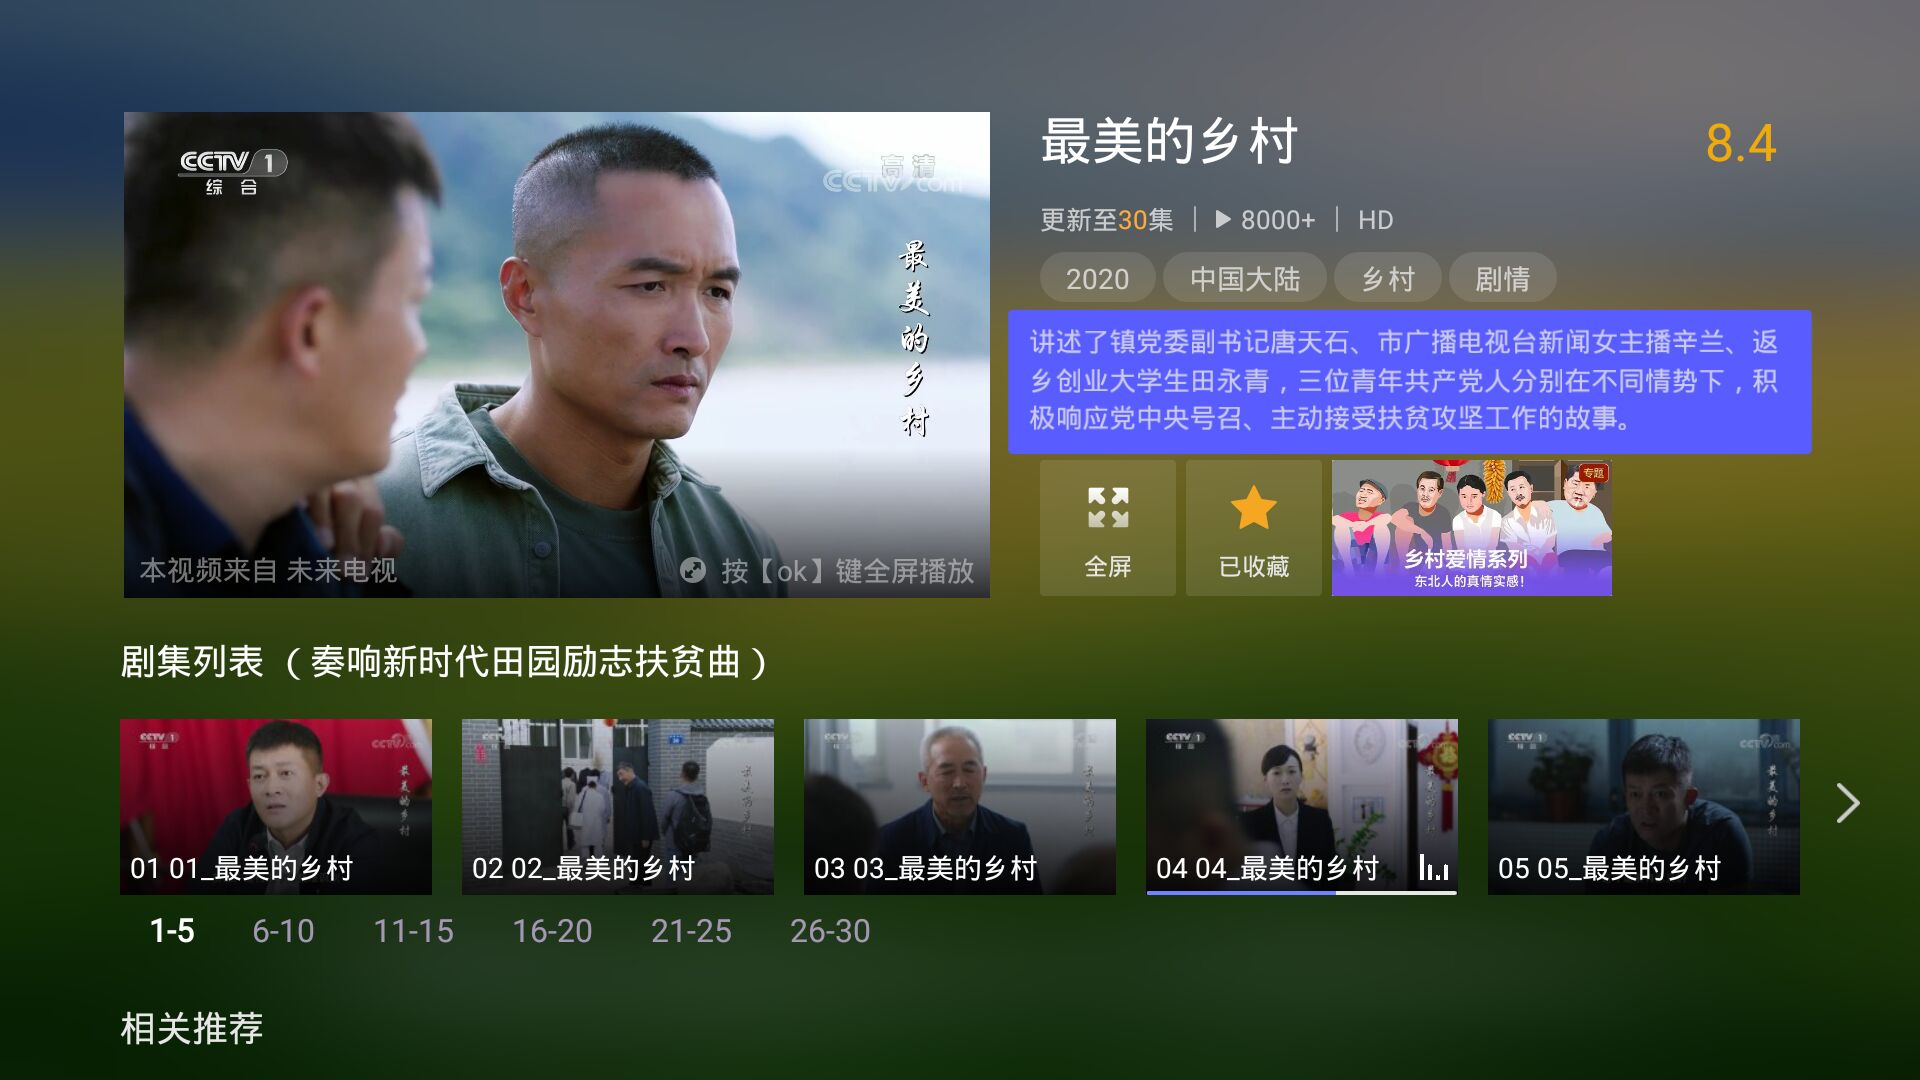 CCTV 1
综合
高清
CCTV.com
最美的乡村
本视频来自 未来电视
按【ok】键全屏播放
最美的乡村
8.4
更新至30集 | 8000+ | HD
2020 中国大陆 乡村 剧情
讲述了镇党委副书记唐天石、市广播电视台新闻女主播辛兰、返
乡创业大学生田永青，三位青年共产党人分别在不同情势下，积
极响应党中央号召、主动接受扶贫攻坚工作的故事。
全屏
已收藏
专题
乡村爱情系列
东北人的真情实感!
剧集列表 （奏响新时代田园励志扶贫曲）
01 01_最美的乡村
02 02_最美的乡村
03 03_最美的乡村
04 04_最美的乡村
05 05_最美的乡村
1-5 6-10 11-15 16-20 21-25 26-30
相关推荐